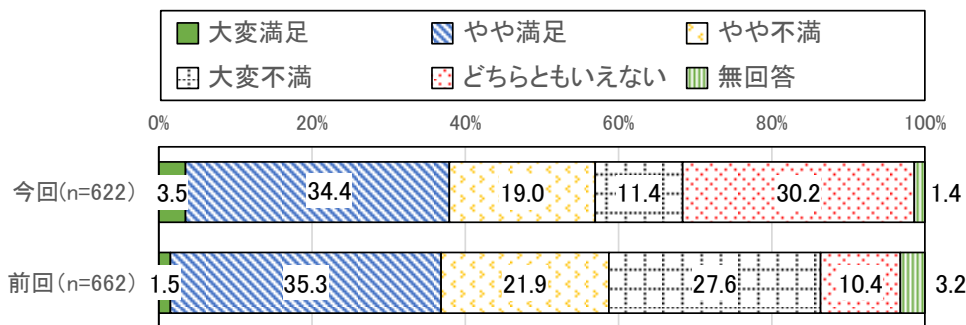 大変満足 やや満足 やや不満
大変不満 どちらともいえない 無回答
0% 20% 40% 60% 80% 100%
今回(n=622) 3.5 34.4 19.0 11.4 30.2 1.4
前回(n=662) 1.5 35.3 21.9 27.6 10.4 3.2